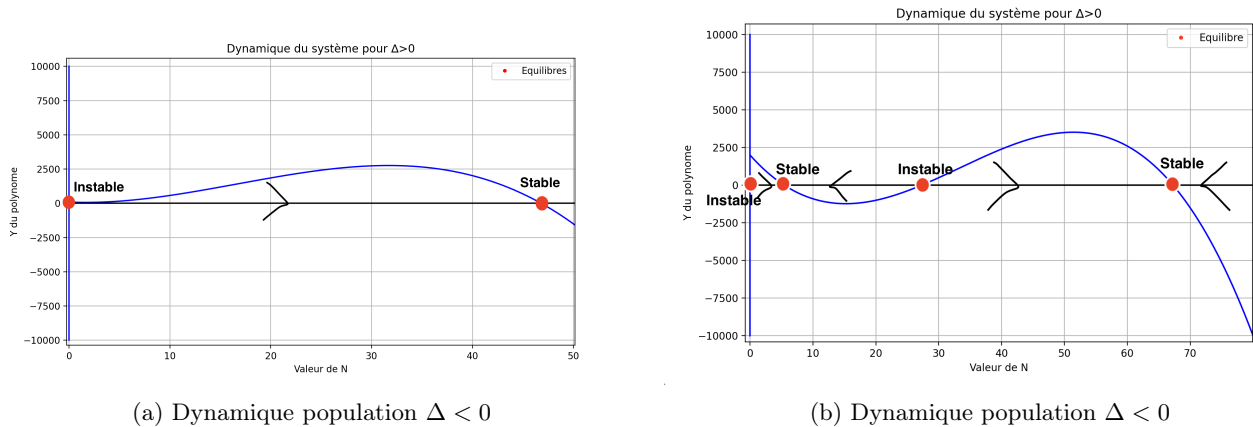 Dynamique du système pour Δ>0
Equilibres
10000
7500
5000
2500
0
−2500
−5000
−7500
−10000
Y du polynome
Instable
Stable
0
10
20
30
40
50
Valeur de N
(a) Dynamique population Δ < 0
Dynamique du système pour Δ>0
Equilibre
10000
7500
5000
2500
0
−2500
−5000
−7500
−10000
Y du polynome
Instable
Stable
Instable
Stable
0
10
20
30
40
50
60
70
Valeur de N
(b) Dynamique population Δ < 0